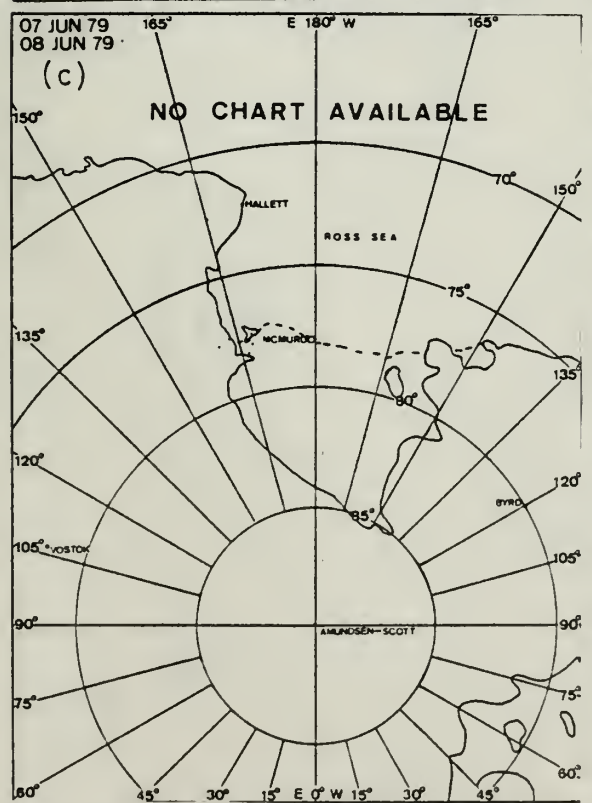 07 JUN 79
08 JUN 79
165° E 180° W 165°
(c)
150° NO CHART AVAILABLE
70°
150°
HALLETT
ROSS SEA
75°
135°
MCMURDO
135°
80°
120°
120°
BYRD
85°
105° VOSTOK
105°
90° AMUNDSEN-SCOTT 90°
75° 75°
60° 45° 30° 15° E 0° W 15° 30° 45° 60°